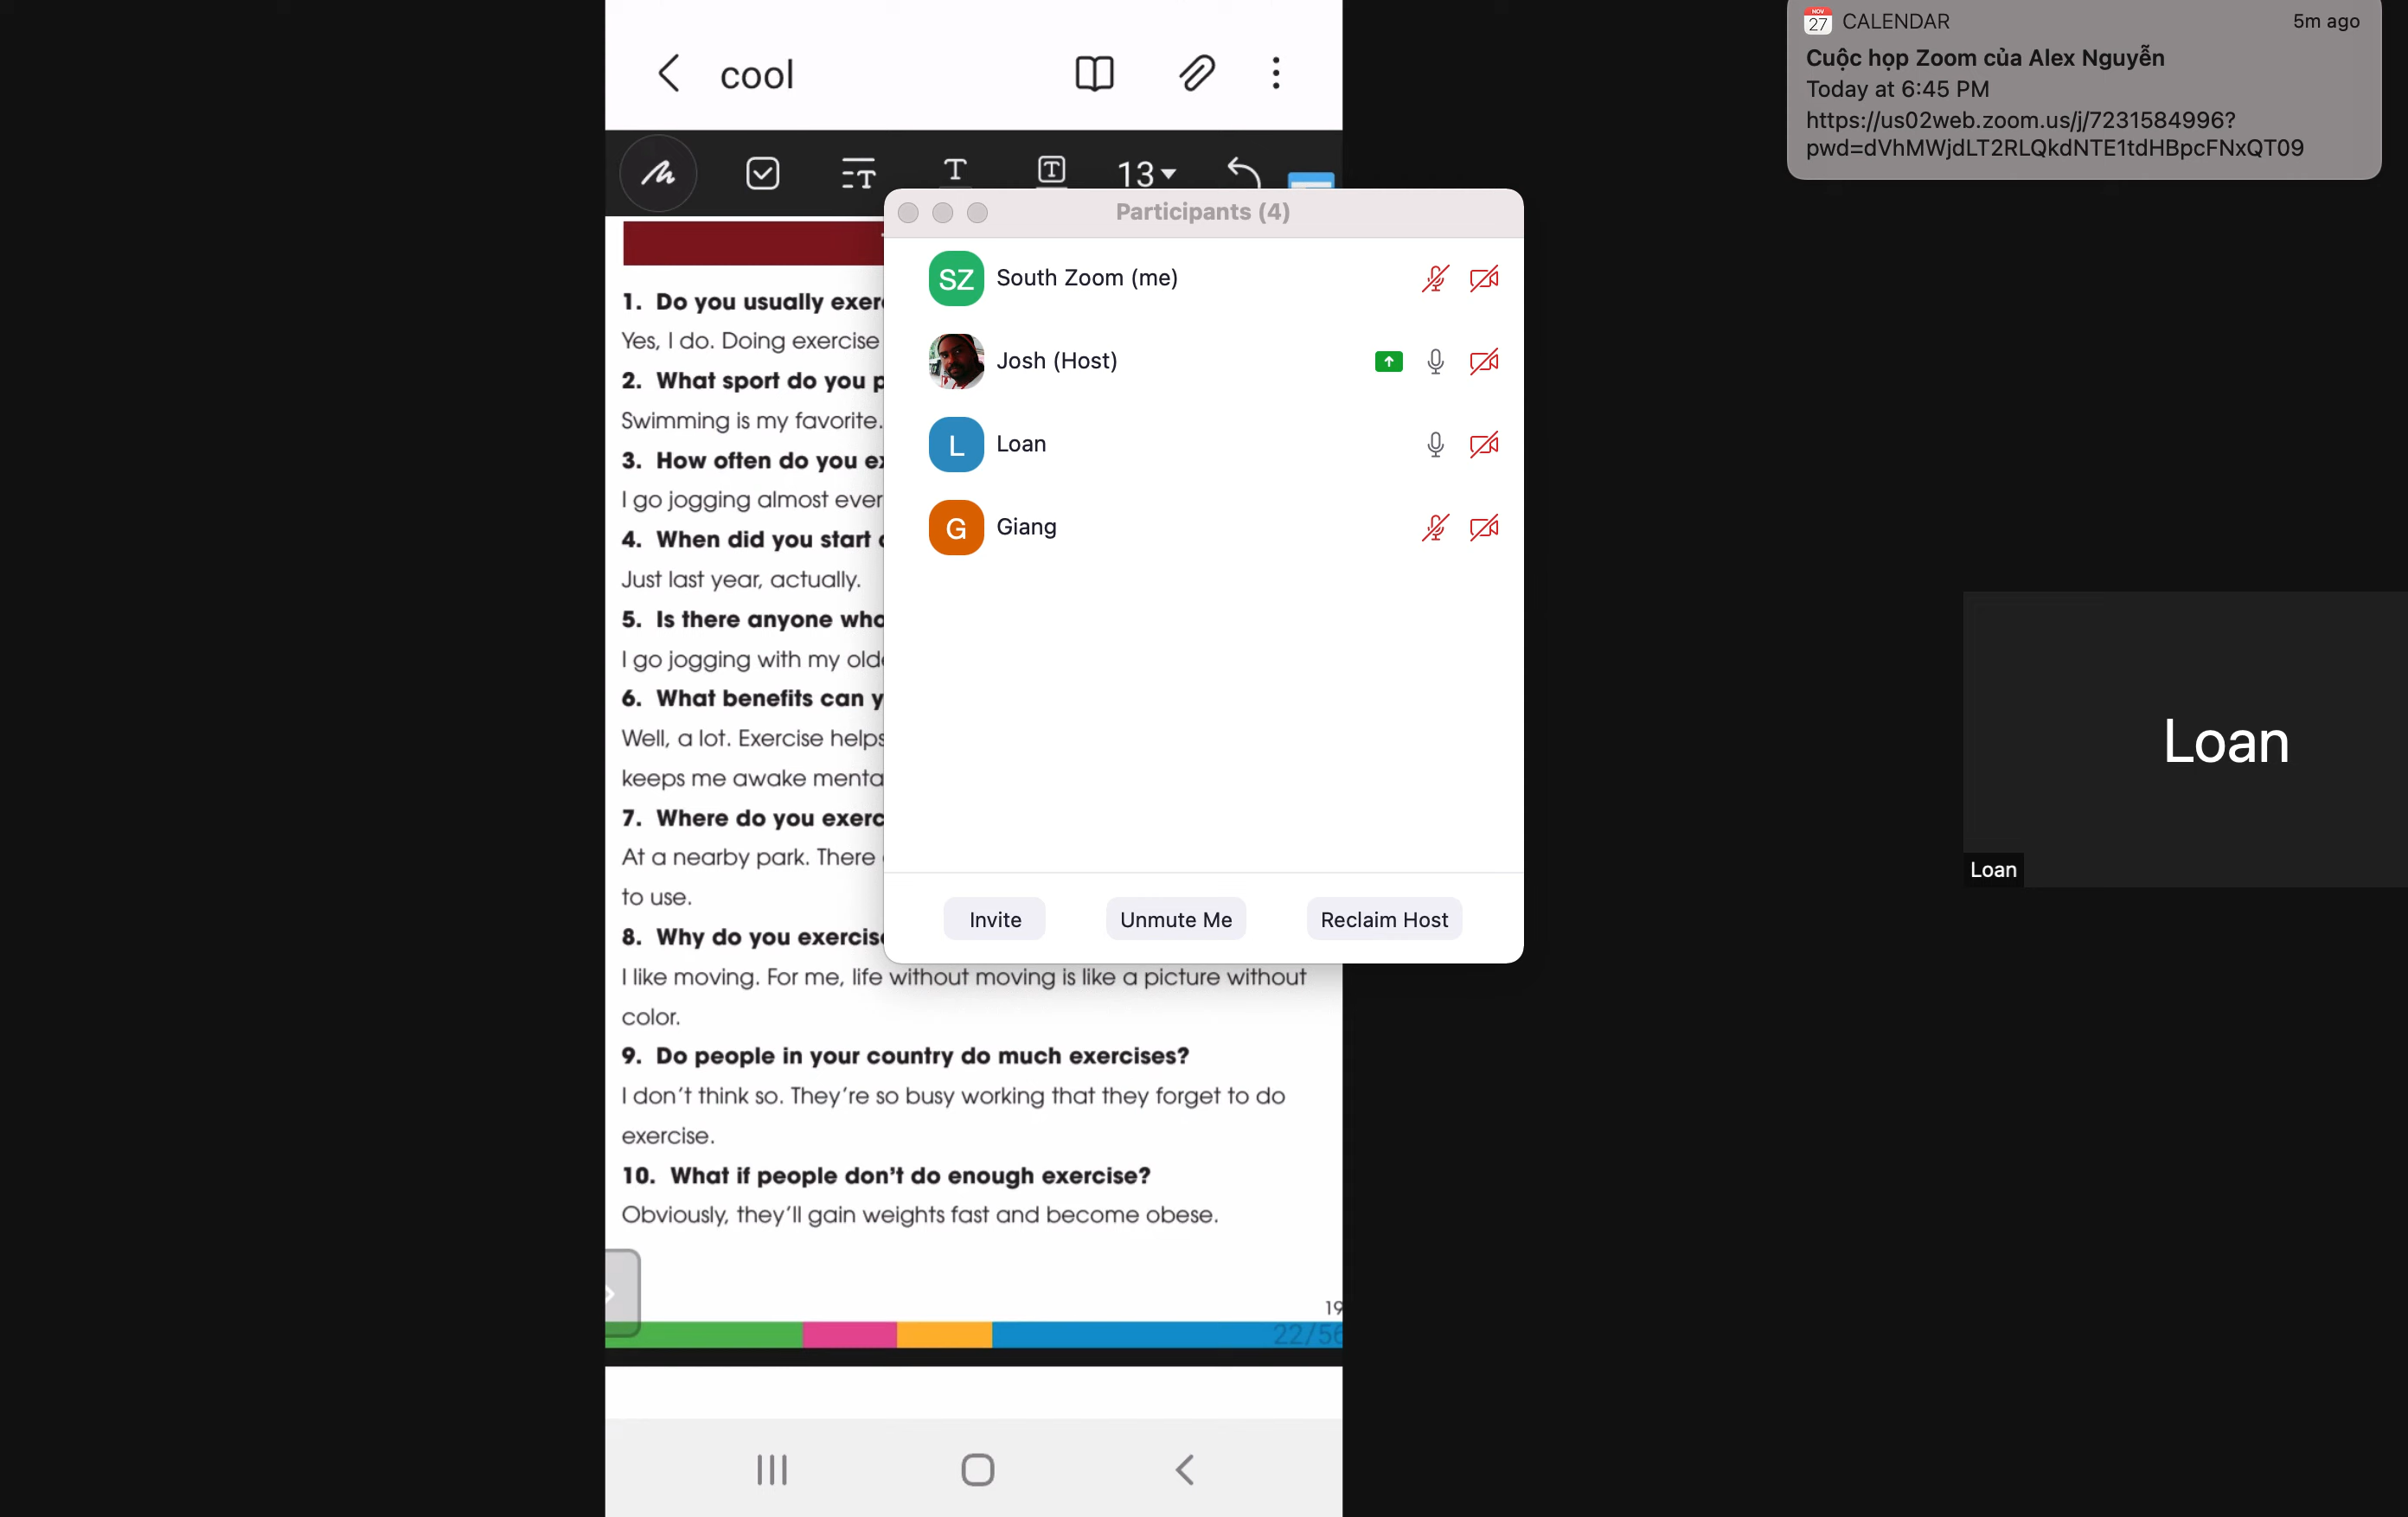 cool
13
1. Do you usually exer
Yes, I do. Doing exercise
2. What sport do you p
Swimming is my favorite.
3. How often do you ex
I go jogging almost ever
4. When did you start
Just last year, actually.
5. Is there anyone who
I go jogging with my olde
6. What benefits can y
Well, a lot. Exercise helps
keeps me awake menta
7. Where do you exerc
At a nearby park. There
to use.
8. Why do you exercise
I like moving. For me, life without moving is like a picture without
color.
9. Do people in your country do much exercises?
I don't think so. They're so busy working that they forget to do
exercise.
10. What if people don't do enough exercise?
Obviously, they'll gain weights fast and become obese.
19
22/56
Participants (4)
SZ South Zoom (me)
Josh (Host)
L Loan
G Giang
Invite Unmute Me Reclaim Host
NOV 27 CALENDAR 5m ago
Cuộc họp Zoom của Alex Nguyễn
Today at 6:45 PM
https://us02web.zoom.us/j/7231584996?
pwd=dVhMWjdLT2RLQkdNTE1tdHBpcFNxQT09
Loan
Loan